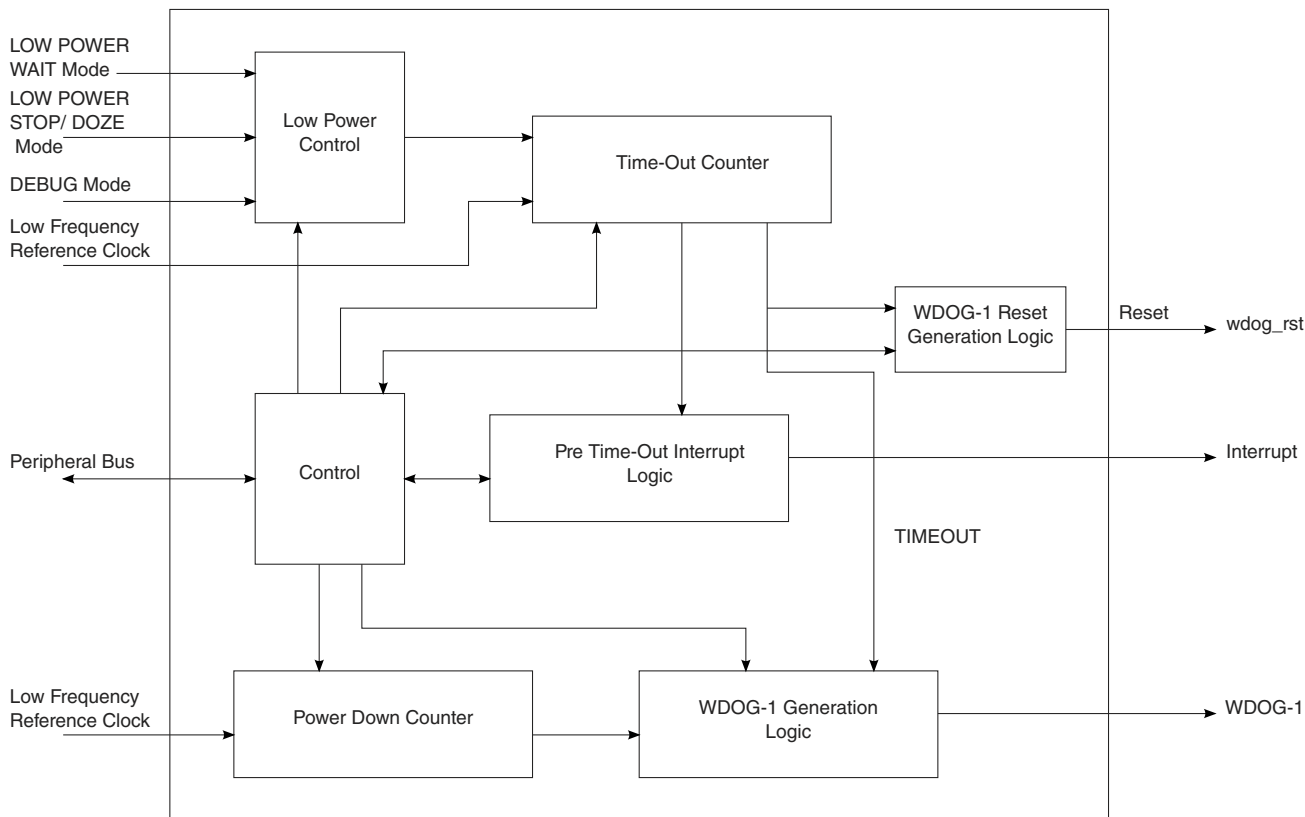 LOW POWER
WAIT Mode
LOW POWER
STOP/ DOZE
Mode
DEBUG Mode
Low Frequency
Reference Clock
Low Power
Control
Time-Out Counter
WDOG-1 Reset
Generation Logic
Reset
wdog_rst
Peripheral Bus
Control
Pre Time-Out Interrupt
Logic
Interrupt
TIMEOUT
Low Frequency
Reference Clock
Power Down Counter
WDOG-1 Generation
Logic
WDOG-1